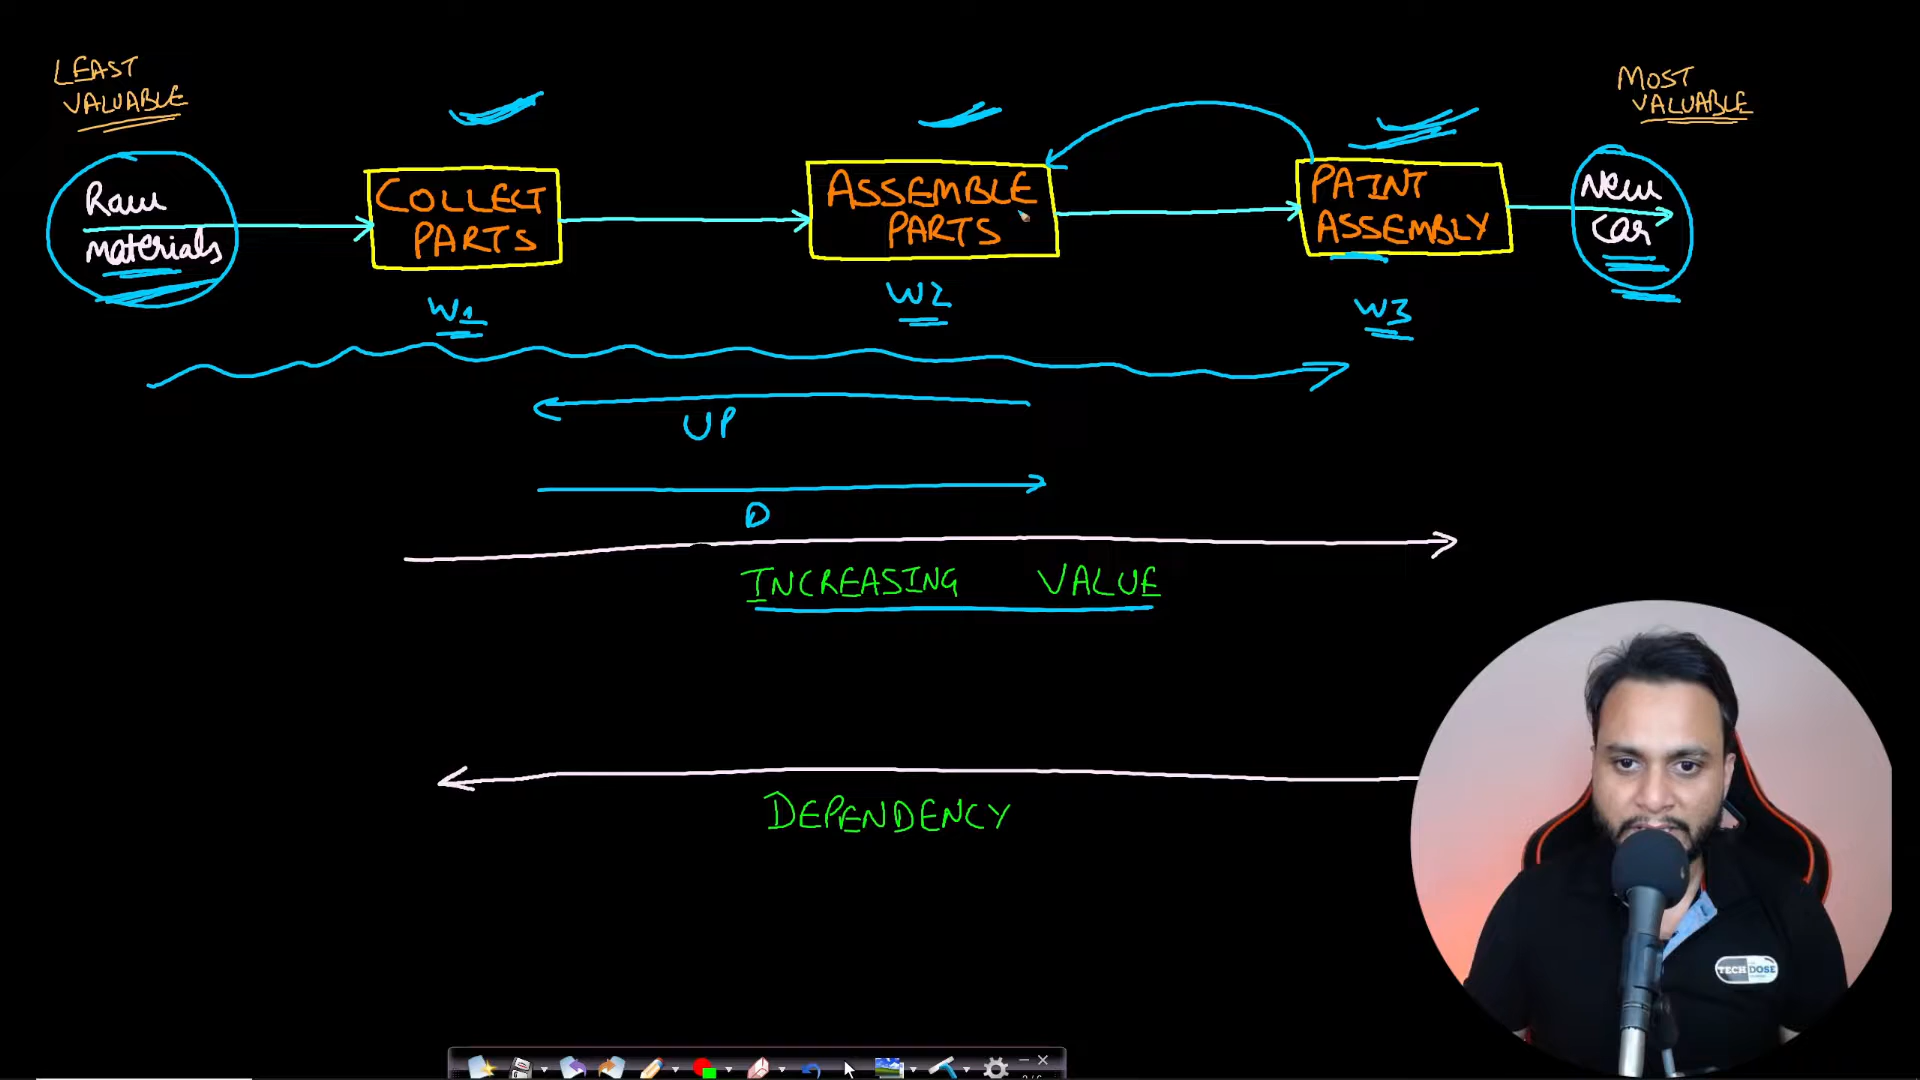 LEAST
VALUABLE
MOST
VALUABLE
Raw
materials
COLLECT
PARTS
ASSEMBLE
PARTS
PAINT
ASSEMBLY
New
Car
W1
W2
W3
UP
D
INCREASING VALUE
DEPENDENCY
TECH DOSE